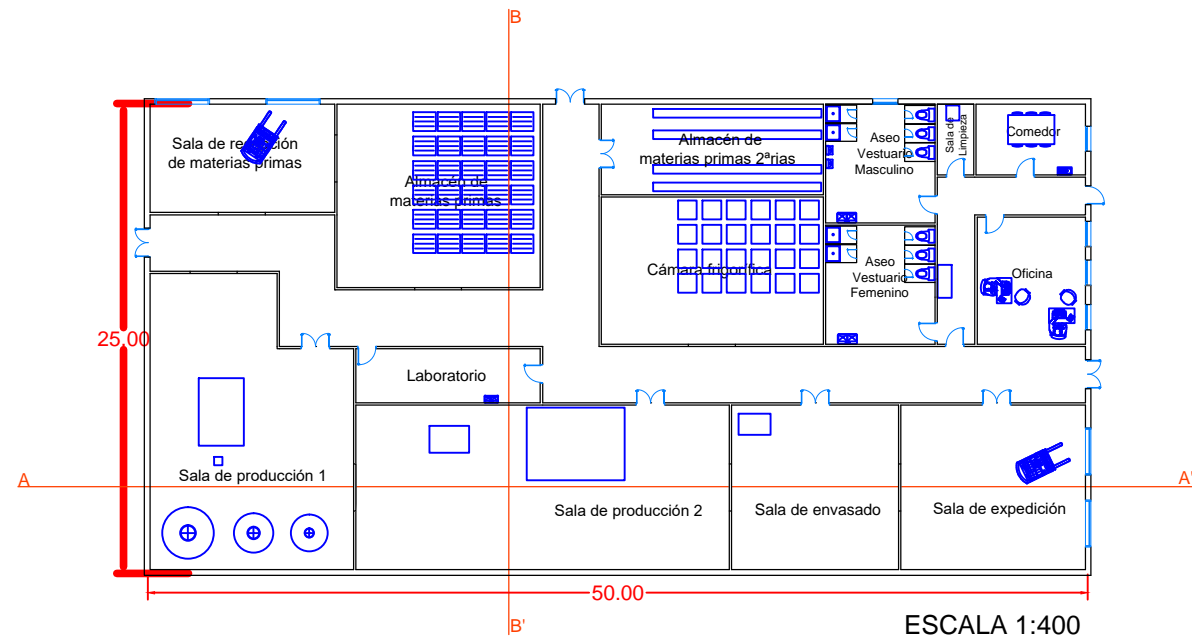 B
Sala de recepción
de materias primas
Almacén de
materias primas
Almacén de
materias primas 2ªrias
Aseo
Vestuario
Masculino
Sala de
Limpieza
Comedor
Cámara frigorífica
Aseo
Vestuario
Femenino
Oficina
25.00
Laboratorio
A
Sala de producción 1
A'
Sala de producción 2
Sala de envasado
Sala de expedición
50.00
B'
ESCALA 1:400